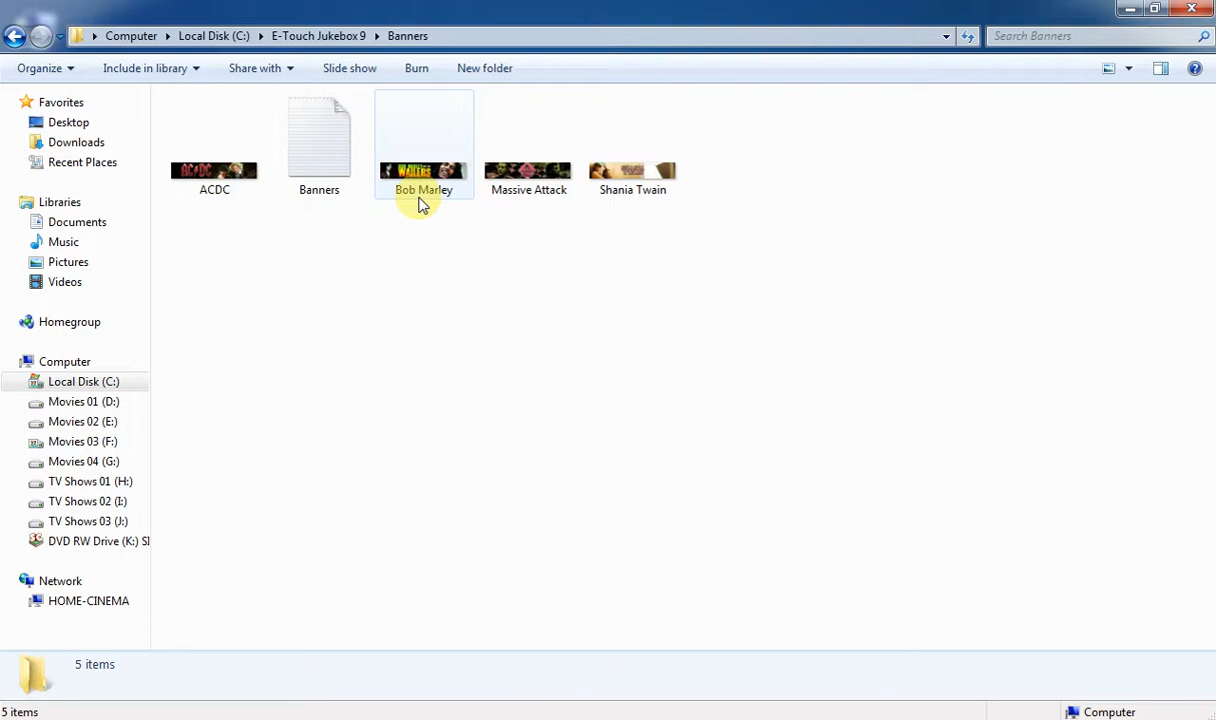 Computer Local Disk (C:) E-Touch Jukebox 9 Banners
Search Banners
Organize Include in library Share with Slide show Burn New folder
Favorites
Desktop
Downloads
Recent Places
Libraries
Documents
Music
Pictures
Videos
Homegroup
Computer
Local Disk (C:)
Movies 01 (D:)
Movies 02 (E:)
Movies 03 (F:)
Movies 04 (G:)
TV Shows 01 (H:)
TV Shows 02 (I:)
TV Shows 03 (J:)
DVD RW Drive (K:) SI
Network
HOME-CINEMA
AC DC
WAILERS
ACDC
Banners
Bob Marley
Massive Attack
Shania Twain
5 items
5 items
Computer